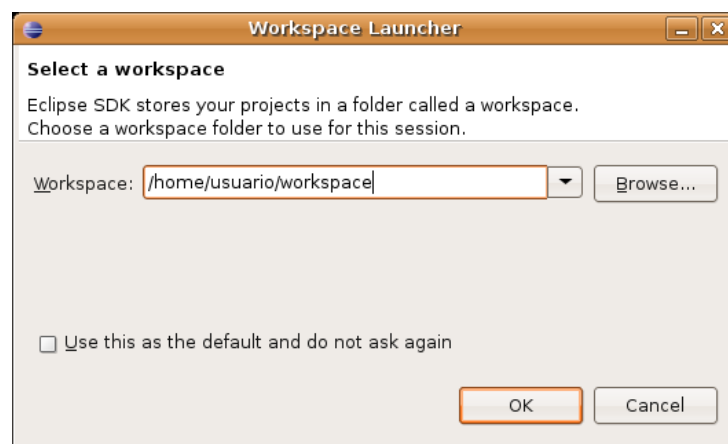 Workspace Launcher
Select a workspace
Eclipse SDK stores your projects in a folder called a workspace.
Choose a workspace folder to use for this session.
Workspace: /home/usuario/workspace Browse...
Use this as the default and do not ask again
OK Cancel